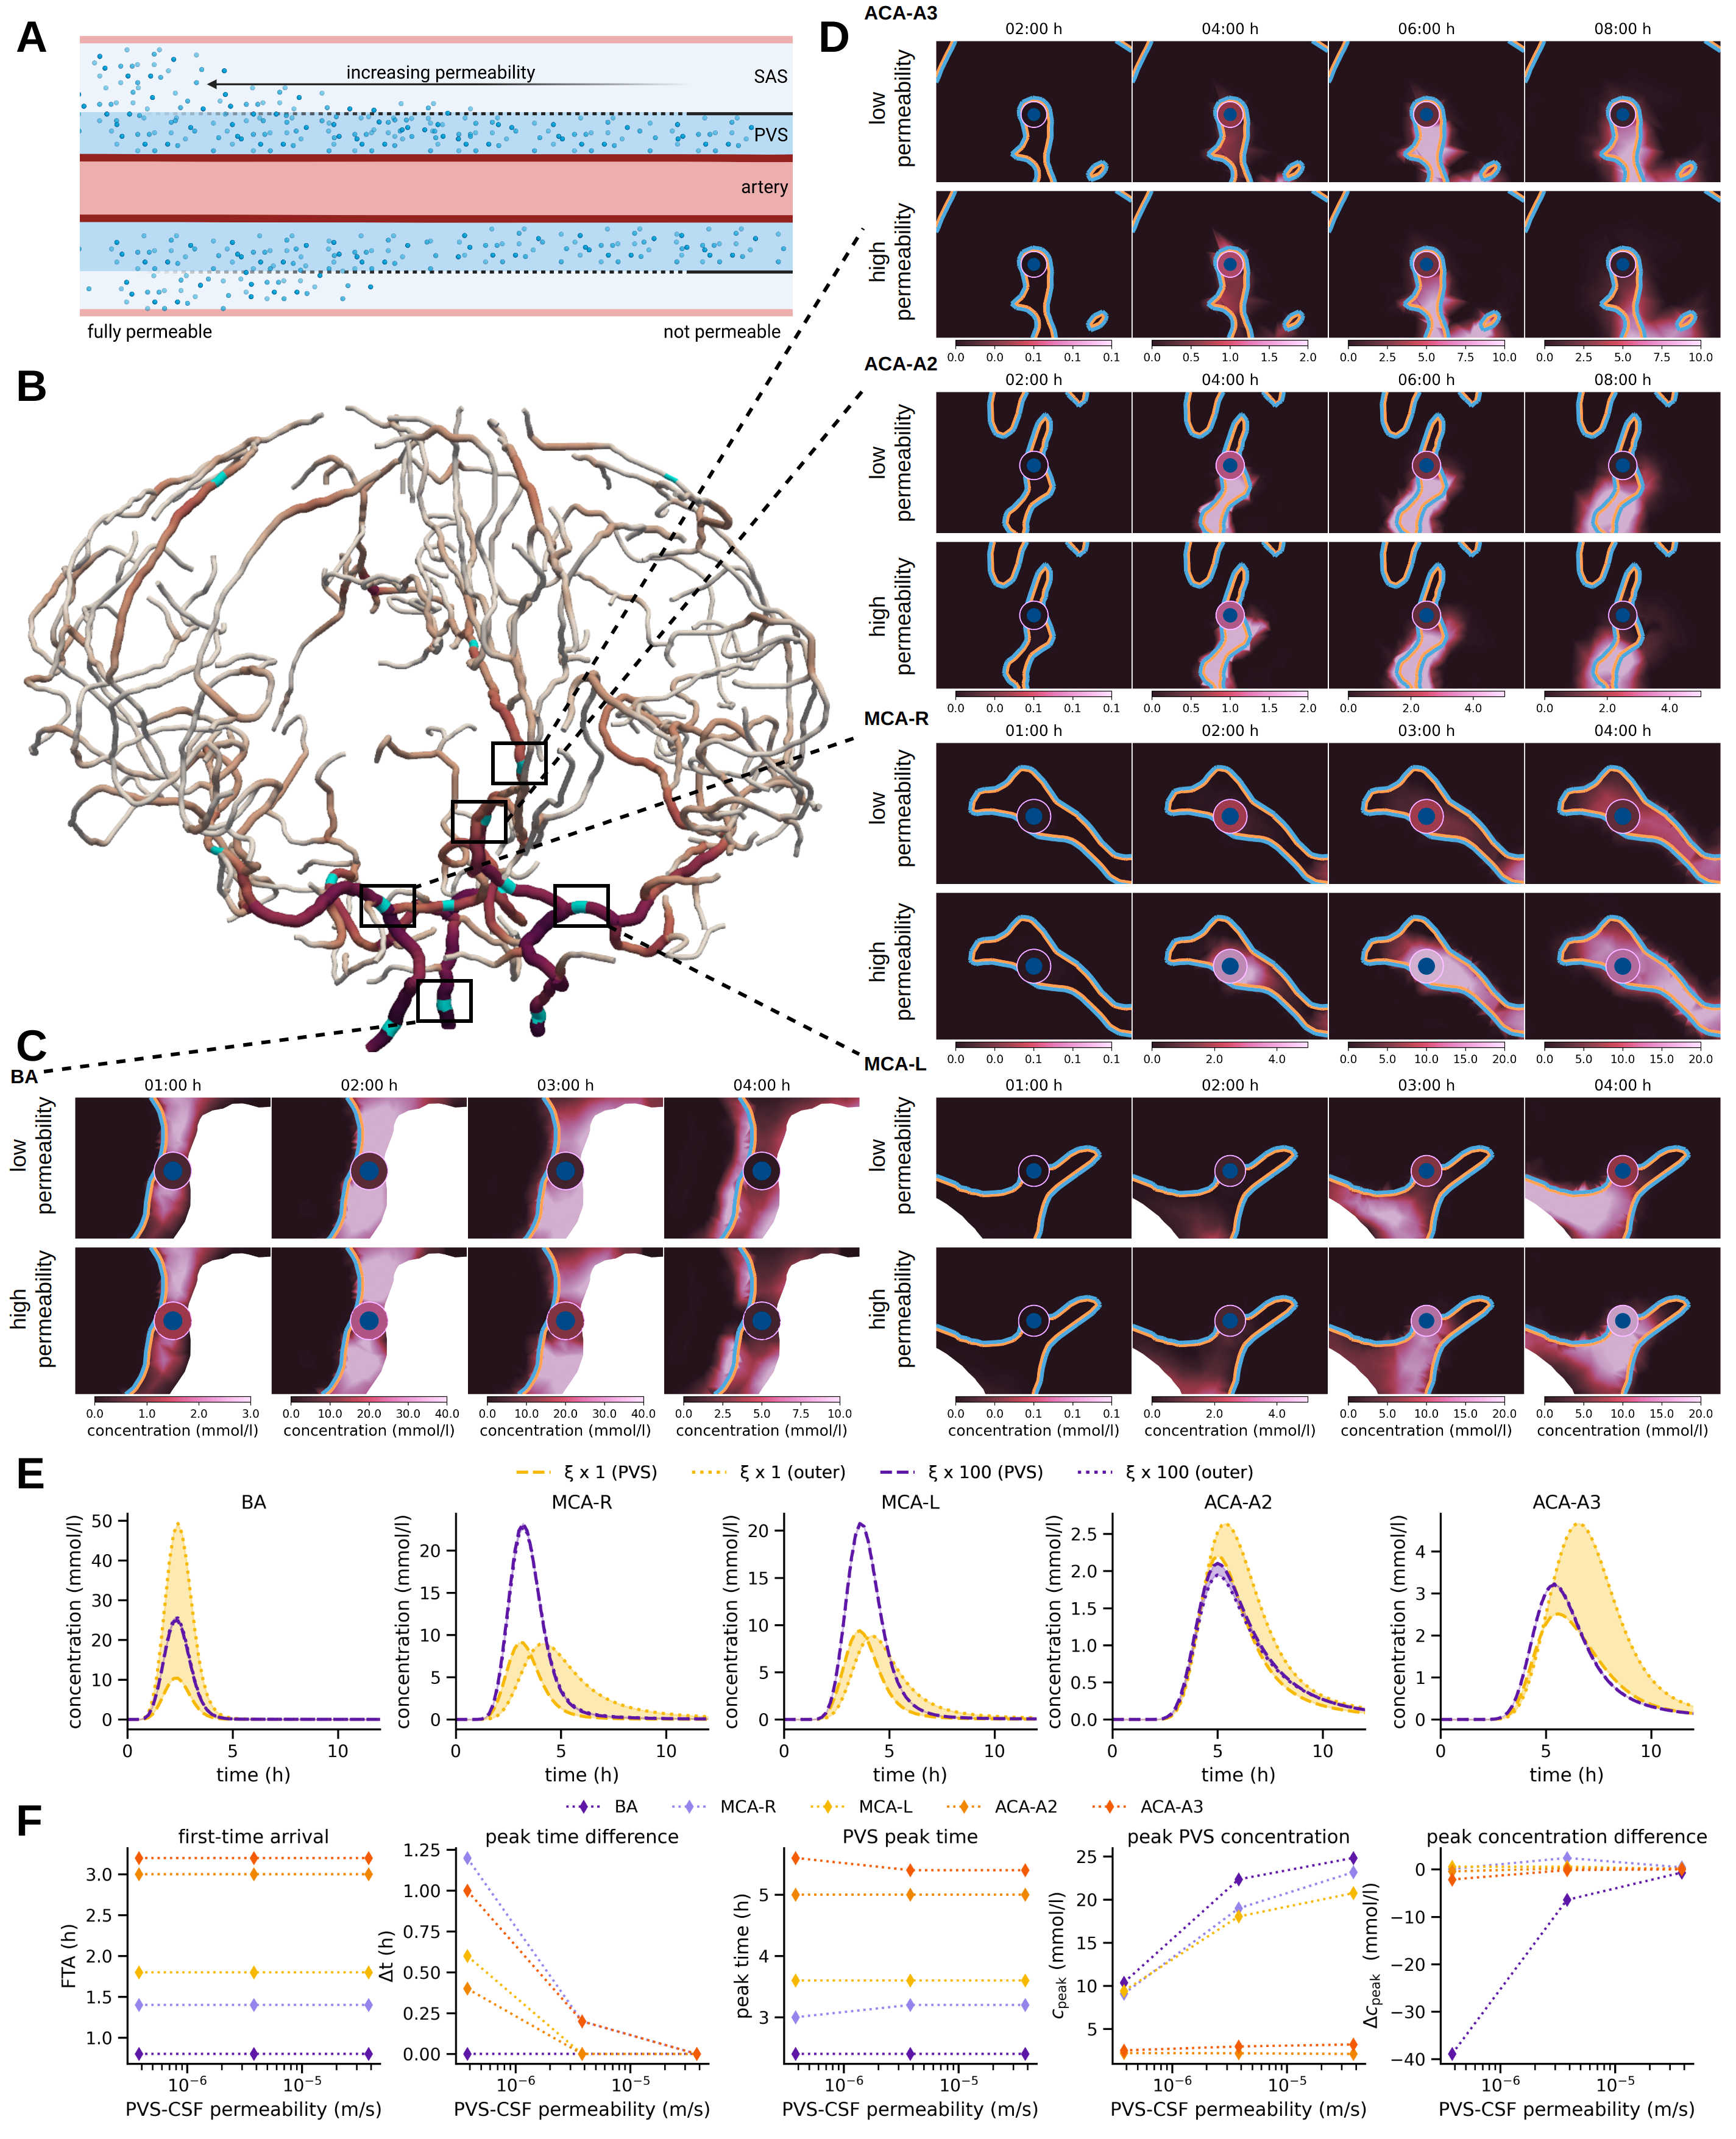 A
increasing permeability
SAS
PVS
artery
fully permeable
not permeable
B
C
BA
01:00 h
02:00 h
03:00 h
04:00 h
low
permeability
high
permeability
0.0 1.0 2.0 3.0
0.0 10.0 20.0 30.0 40.0
0.0 10.0 20.0 30.0 40.0
0.0 2.5 5.0 7.5 10.0
concentration (mmol/l)
concentration (mmol/l)
concentration (mmol/l)
concentration (mmol/l)
D
ACA-A3
02:00 h
04:00 h
06:00 h
08:00 h
low
permeability
high
permeability
0.0 0.0 0.1 0.1 0.1
0.0 0.5 1.0 1.5 2.0
0.0 2.5 5.0 7.5 10.0
0.0 2.5 5.0 7.5 10.0
ACA-A2
02:00 h
04:00 h
06:00 h
08:00 h
low
permeability
high
permeability
0.0 0.0 0.1 0.1 0.1
0.0 0.5 1.0 1.5 2.0
0.0 2.0 4.0
0.0 2.0 4.0
MCA-R
01:00 h
02:00 h
03:00 h
04:00 h
low
permeability
high
permeability
0.0 0.0 0.1 0.1 0.1
0.0 2.0 4.0
0.0 5.0 10.0 15.0 20.0
0.0 5.0 10.0 15.0 20.0
MCA-L
01:00 h
02:00 h
03:00 h
04:00 h
low
permeability
high
permeability
0.0 0.0 0.1 0.1 0.1
0.0 2.0 4.0
0.0 5.0 10.0 15.0 20.0
0.0 5.0 10.0 15.0 20.0
concentration (mmol/l)
concentration (mmol/l)
concentration (mmol/l)
concentration (mmol/l)
E
ξ x 1 (PVS)
ξ x 1 (outer)
ξ x 100 (PVS)
ξ x 100 (outer)
BA
concentration (mmol/l)
50
40
30
20
10
0
0 5 10
time (h)
MCA-R
concentration (mmol/l)
20
15
10
5
0
0 5 10
time (h)
MCA-L
concentration (mmol/l)
20
15
10
5
0
0 5 10
time (h)
ACA-A2
concentration (mmol/l)
2.5
2.0
1.5
1.0
0.5
0.0
0 5 10
time (h)
ACA-A3
concentration (mmol/l)
4
3
2
1
0
0 5 10
time (h)
F
BA
MCA-R
MCA-L
ACA-A2
ACA-A3
first-time arrival
FTA (h)
3.0
2.5
2.0
1.5
1.0
10⁻⁶ 10⁻⁵
PVS-CSF permeability (m/s)
peak time difference
Δt (h)
1.25
1.00
0.75
0.50
0.25
0.00
10⁻⁶ 10⁻⁵
PVS-CSF permeability (m/s)
PVS peak time
peak time (h)
5
4
3
10⁻⁶ 10⁻⁵
PVS-CSF permeability (m/s)
peak PVS concentration
c_peak (mmol/l)
25
20
15
10
5
10⁻⁶ 10⁻⁵
PVS-CSF permeability (m/s)
peak concentration difference
Δc_peak (mmol/l)
0
−10
−20
−30
−40
10⁻⁶ 10⁻⁵
PVS-CSF permeability (m/s)